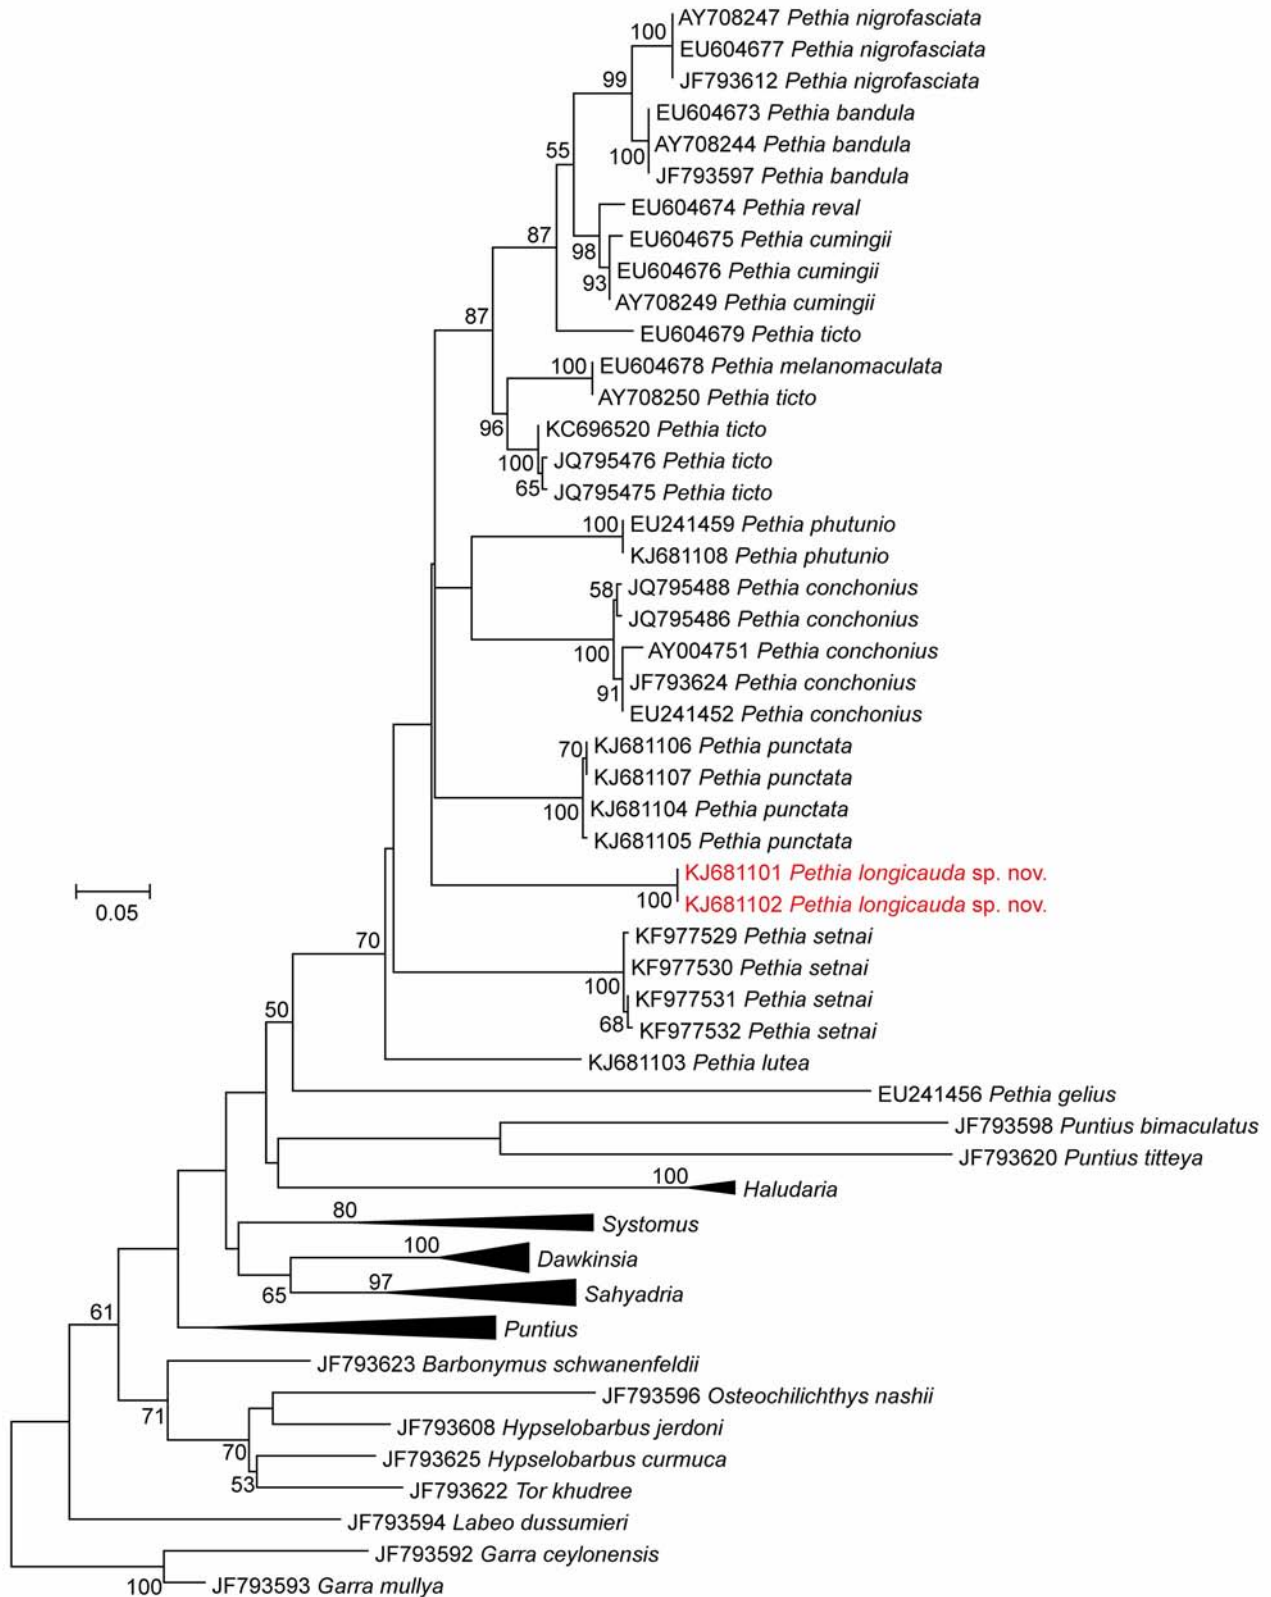 AY708247 Pethia nigrofasciata
100
EU604677 Pethia nigrofasciata
JF793612 Pethia nigrofasciata
99
EU604673 Pethia bandula
AY708244 Pethia bandula
55
100
JF793597 Pethia bandula
EU604674 Pethia reval
87
EU604675 Pethia cumingii
98
EU604676 Pethia cumingii
93
AY708249 Pethia cumingii
87
EU604679 Pethia ticto
100
EU604678 Pethia melanomaculata
AY708250 Pethia ticto
96
KC696520 Pethia ticto
100
JQ795476 Pethia ticto
65
JQ795475 Pethia ticto
100
EU241459 Pethia phutunio
KJ681108 Pethia phutunio
58
JQ795488 Pethia conchonius
JQ795486 Pethia conchonius
100
AY004751 Pethia conchonius
JF793624 Pethia conchonius
91
EU241452 Pethia conchonius
70
KJ681106 Pethia punctata
KJ681107 Pethia punctata
100
KJ681104 Pethia punctata
KJ681105 Pethia punctata
KJ681101 Pethia longicauda sp. nov.
100
KJ681102 Pethia longicauda sp. nov.
0.05
70
KF977529 Pethia setnai
KF977530 Pethia setnai
100
KF977531 Pethia setnai
50
68
KF977532 Pethia setnai
KJ681103 Pethia lutea
EU241456 Pethia gelius
JF793598 Puntius bimaculatus
JF793620 Puntius titteya
100
Haludaria
80
Systomus
100
Dawkinsia
97
65
Sahyadria
61
Puntius
JF793623 Barbonymus schwanenfeldii
JF793596 Osteochilichthys nashii
71
JF793608 Hypselobarbus jerdoni
70
JF793625 Hypselobarbus curmuca
53
JF793622 Tor khudree
JF793594 Labeo dussumieri
JF793592 Garra ceylonensis
100
JF793593 Garra mullya